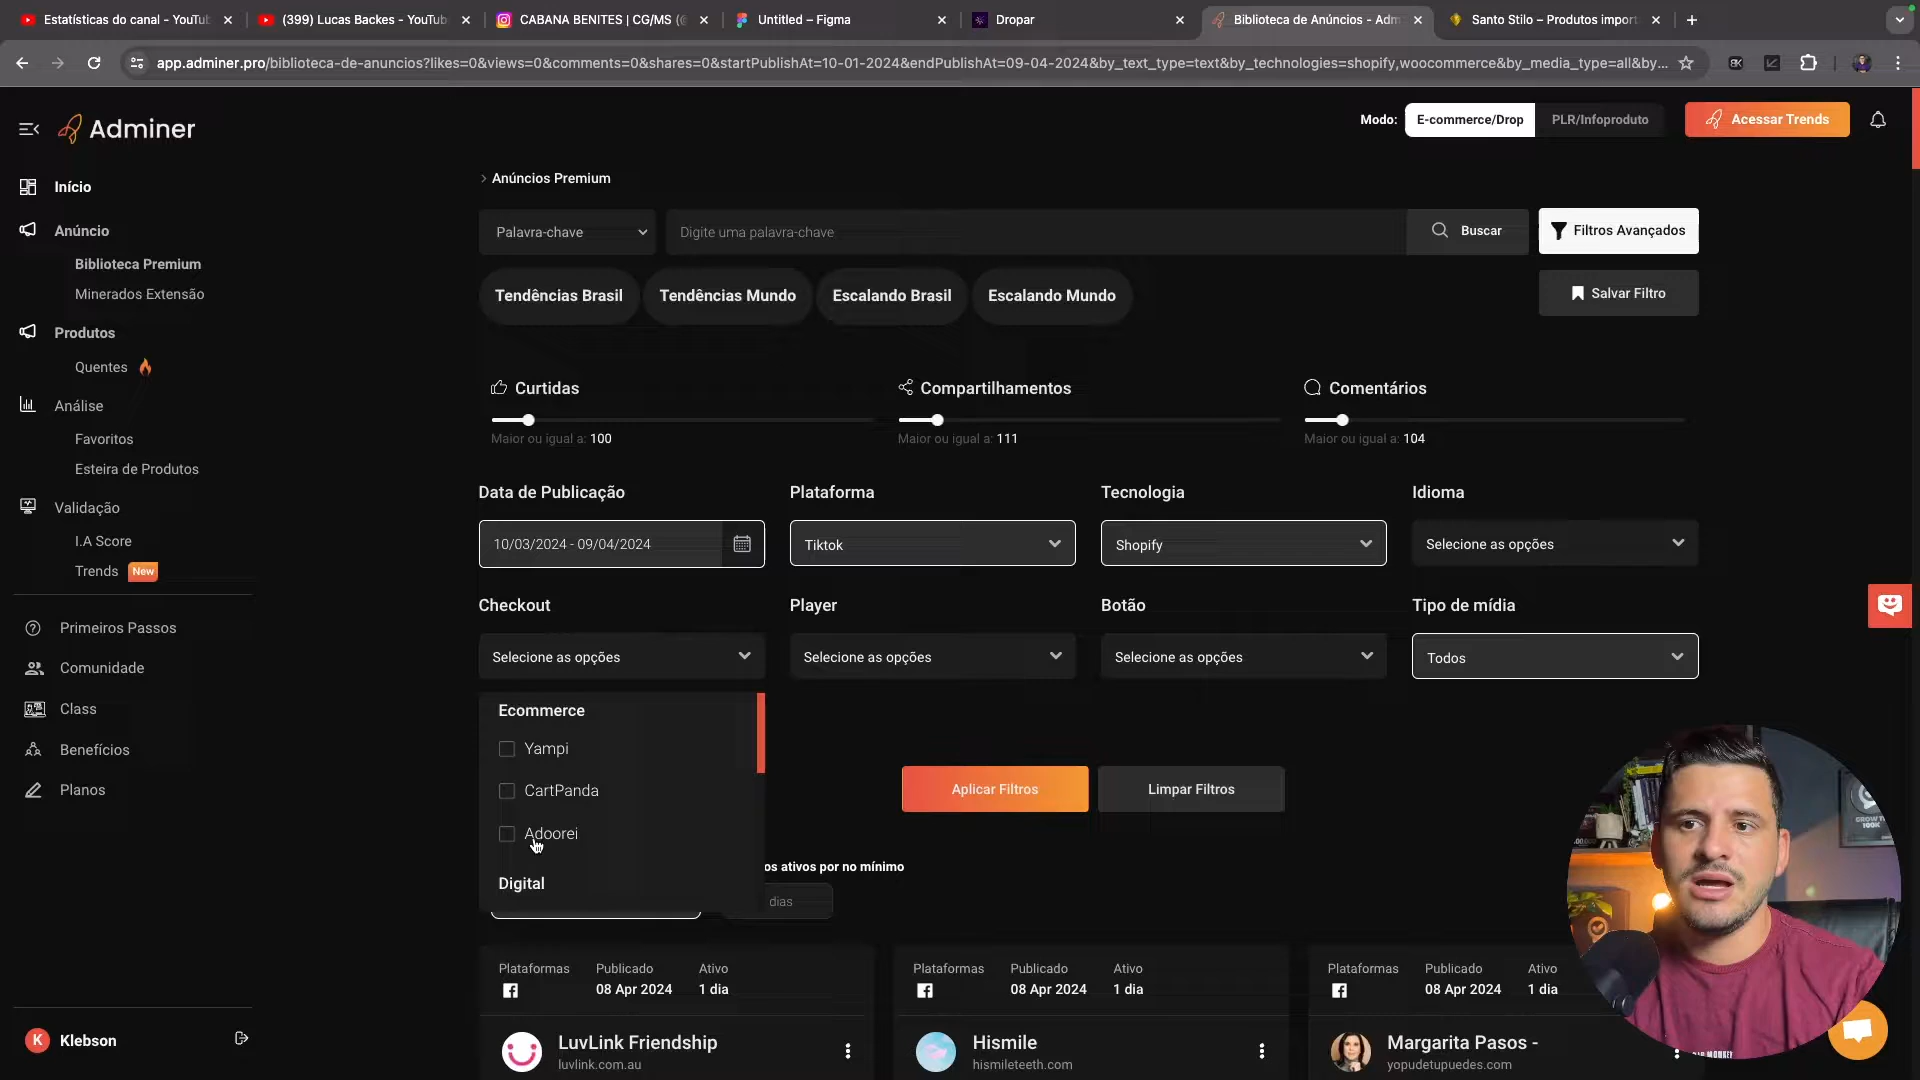 Estatísticas do canal - YouTub
(399) Lucas Backes - YouTube
CABANA BENITES | CG/MS (@
Untitled – Figma
Dropar
Biblioteca de Anúncios - Adm
Santo Stilo – Produtos import
app.adminer.pro/biblioteca-de-anuncios?likes=0&views=0&comments=0&shares=0&startPublishAt=10-01-2024&endPublishAt=09-04-2024&by_text_type=text&by_technologies=shopify,woocommerce&by_media_type=all&by...
Adminer
Modo:
E-commerce/Drop
PLR/Infoproduto
Acessar Trends
Início
Anúncio
Biblioteca Premium
Minerados Extensão
Produtos
Quentes
Análise
Favoritos
Esteira de Produtos
Validação
I.A Score
Trends New
Primeiros Passos
Comunidade
Class
Benefícios
Planos
K Klebson
> Anúncios Premium
Palavra-chave
Digite uma palavra-chave
Buscar
Filtros Avançados
Tendências Brasil
Tendências Mundo
Escalando Brasil
Escalando Mundo
Salvar Filtro
Curtidas
Maior ou igual a: 100
Compartilhamentos
Maior ou igual a: 111
Comentários
Maior ou igual a: 104
Data de Publicação
10/03/2024 - 09/04/2024
Plataforma
Tiktok
Tecnologia
Shopify
Idioma
Selecione as opções
Checkout
Selecione as opções
Player
Selecione as opções
Botão
Selecione as opções
Tipo de mídia
Todos
Ecommerce
Yampi
CartPanda
Adoorei
Digital
Aplicar Filtros
Limpar Filtros
os ativos por no mínimo
dias
Plataformas
Publicado
08 Apr 2024
Ativo
1 dia
LuvLink Friendship
luvlink.com.au
Plataformas
Publicado
08 Apr 2024
Ativo
1 dia
Hismile
hismileteeth.com
Plataformas
Publicado
08 Apr 2024
Ativo
1 dia
Margarita Pasos -
yopudetupuedes.com